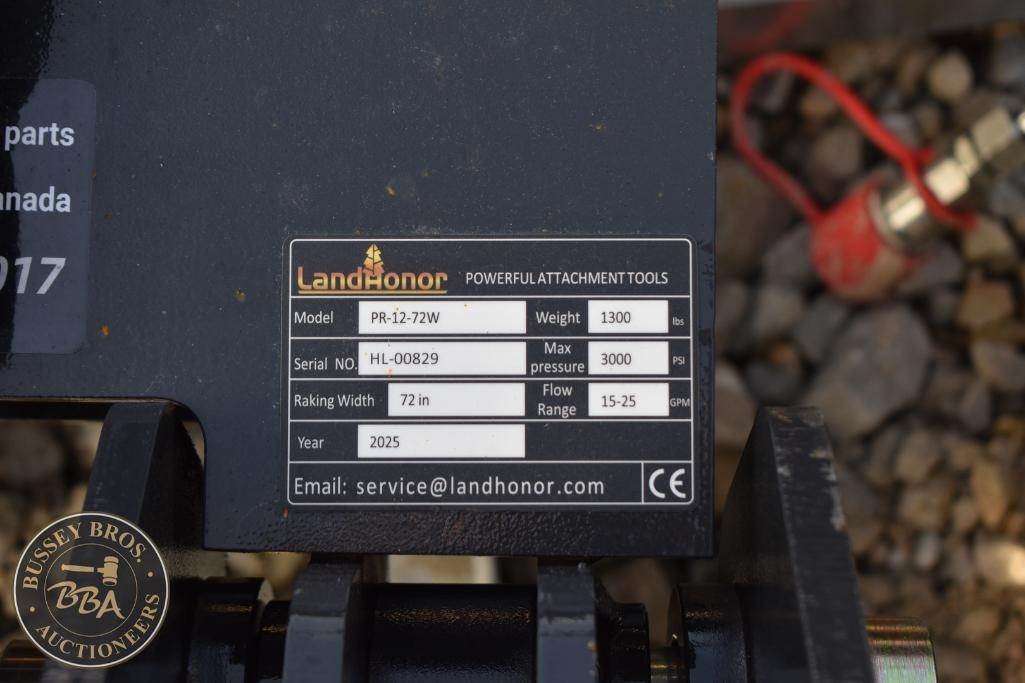 parts
anada
017
LandHonor POWERFUL ATTACHMENT TOOLS
Model PR-12-72W Weight 1300 lbs
Serial NO. HL-00829 Max pressure 3000 PSI
Raking Width 72 in Flow Range 15-25 GPM
Year 2025
Email: service@landhonor.com CE
BUSSEY BROS.
BBA
AUCTIONEERS